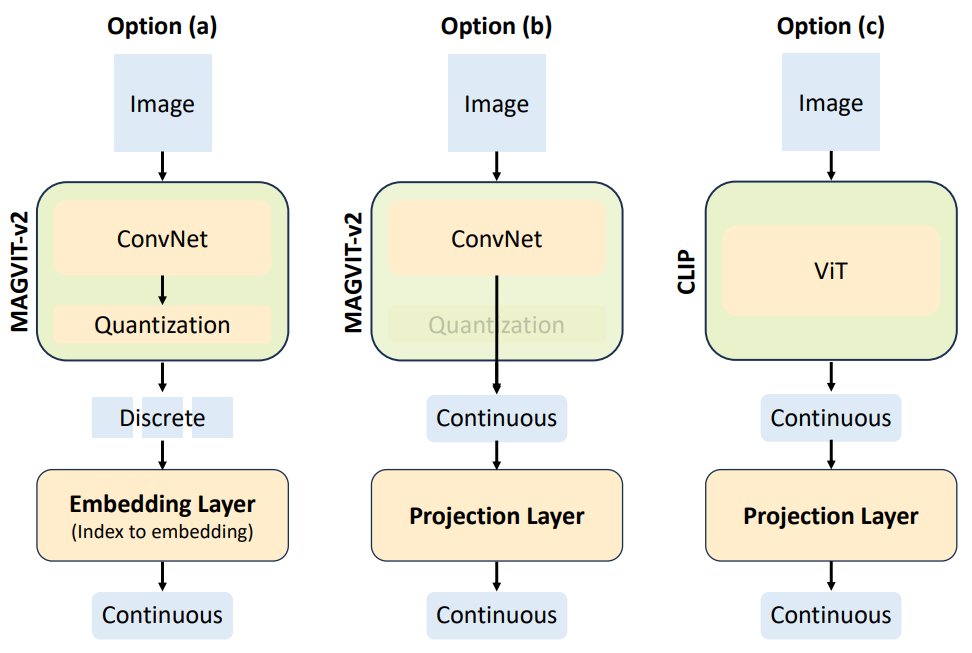 Option (a)
Image
MAGVIT-v2
ConvNet
Quantization
Discrete
Embedding Layer
(Index to embedding)
Continuous
Option (b)
Image
MAGVIT-v2
ConvNet
Quantization
Continuous
Projection Layer
Continuous
Option (c)
Image
CLIP
ViT
Continuous
Projection Layer
Continuous